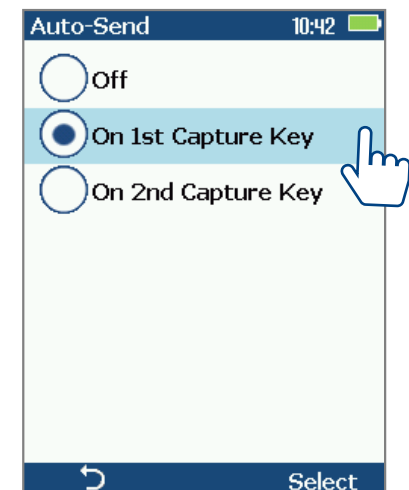 Auto-Send 10:42
Off
On 1st Capture Key
On 2nd Capture Key
Select